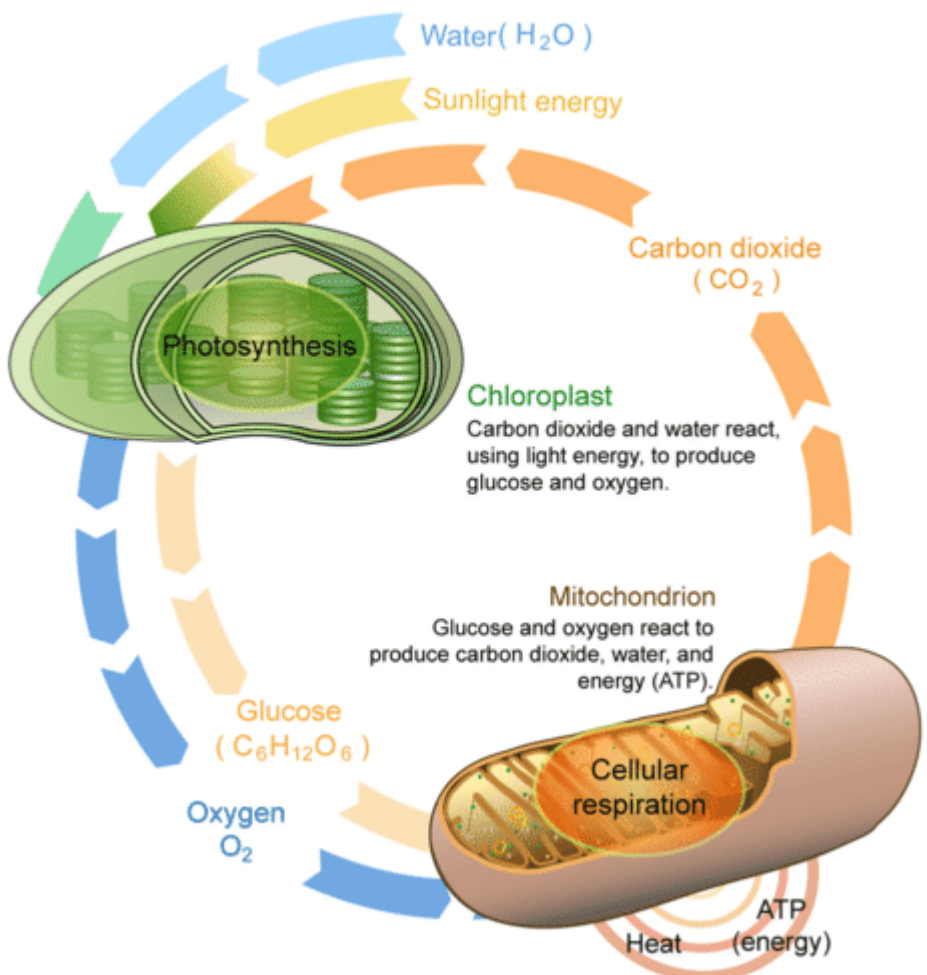 Water( H₂O )
Sunlight energy
Carbon dioxide
( CO₂ )
Photosynthesis
Chloroplast
Carbon dioxide and water react,
using light energy, to produce
glucose and oxygen.
Mitochondrion
Glucose and oxygen react to
produce carbon dioxide, water, and
energy (ATP).
Glucose
( C₆H₁₂O₆ )
Cellular
respiration
Oxygen
O₂
ATP
(energy)
Heat